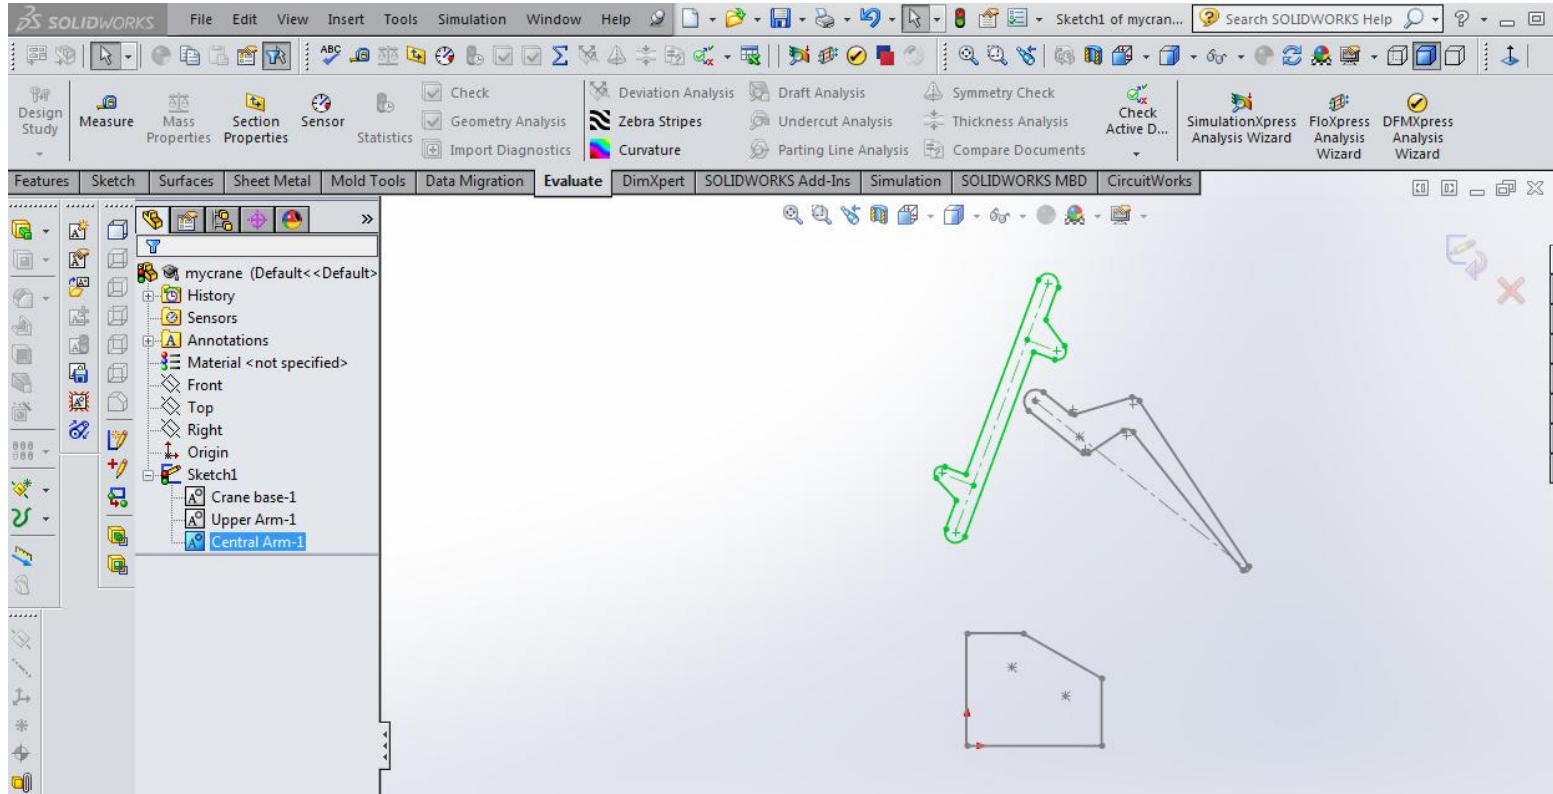 SOLIDWORKS File Edit View Insert Tools Simulation Window Help Sketch1 of mycran... Search SOLIDWORKS Help ?
ABC
Design Study
Measure
Mass Properties
Section Properties
Sensor
Statistics
Check
Geometry Analysis
Import Diagnostics
Deviation Analysis
Zebra Stripes
Curvature
Draft Analysis
Undercut Analysis
Parting Line Analysis
Symmetry Check
Thickness Analysis
Compare Documents
Check Active D...
SimulationXpress Analysis Wizard
FloXpress Analysis Wizard
DFMXpress Analysis Wizard
Features Sketch Surfaces Sheet Metal Mold Tools Data Migration Evaluate DimXpert SOLIDWORKS Add-Ins Simulation SOLIDWORKS MBD CircuitWorks
»
mycrane (Default<<Default>
History
Sensors
Annotations
Material <not specified>
Front
Top
Right
Origin
Sketch1
Crane base-1
Upper Arm-1
Central Arm-1